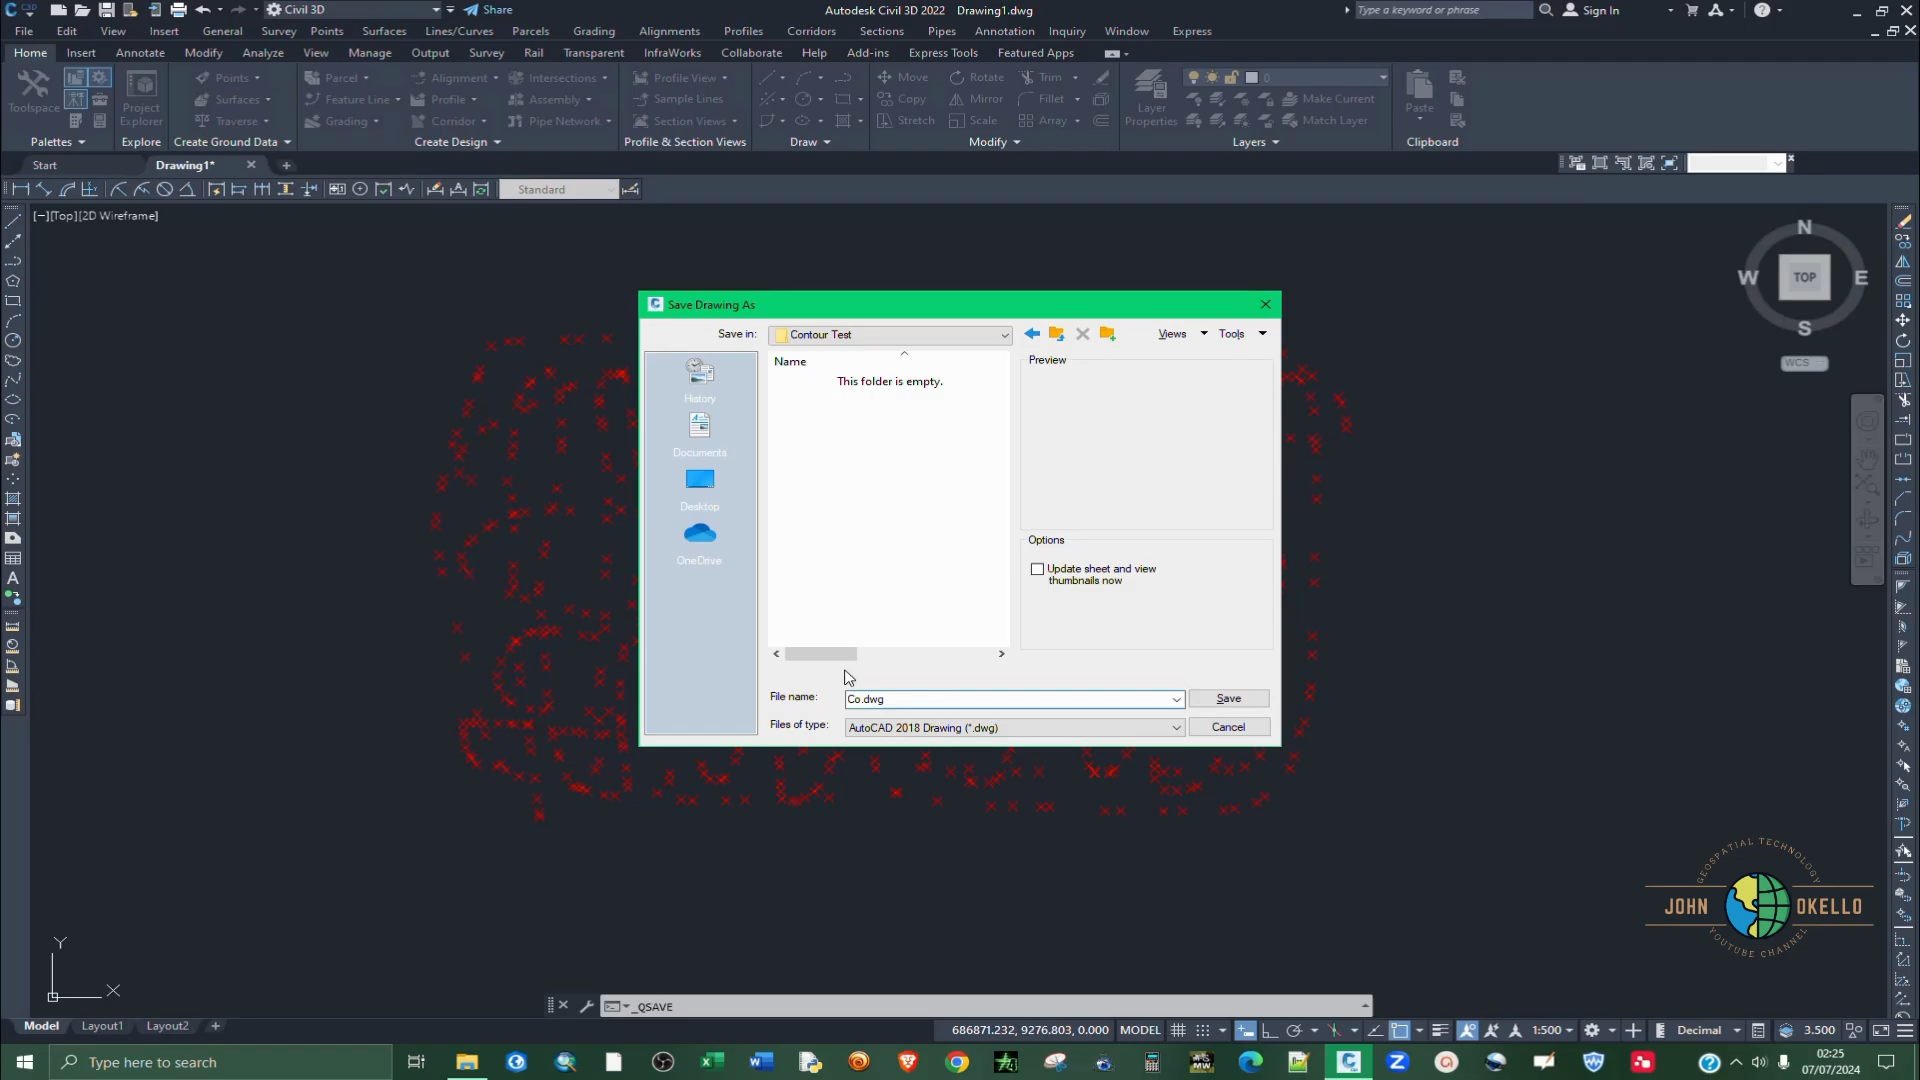 Civil 3D
Share
Autodesk Civil 3D 2022 Drawing1.dwg
Type a keyword or phrase
Sign In
File Edit View Insert General Survey Points Surfaces Lines/Curves Parcels Grading Alignments Profiles Corridors Sections Pipes Annotation Inquiry Window Express
Home Insert Annotate Modify Analyze View Manage Output Survey Rail Transparent InfraWorks Collaborate Help Add-ins Express Tools Featured Apps
Points Parcel Alignment Intersections Profile View Move Rotate Trim 0
Toolspace Project Explorer Surfaces Feature Line Profile Assembly Sample Lines Copy Mirror Fillet Layer Properties Make Current Paste
Traverse Grading Corridor Pipe Network Section Views Stretch Scale Array Match Layer
Palettes Explore Create Ground Data Create Design Profile & Section Views Draw Modify Layers Clipboard
Start Drawing1*
Standard
[−][Top][2D Wireframe]
N
W TOP E
S
WCS
Save Drawing As
Save in: Contour Test Views Tools
Name Preview
This folder is empty.
History
Documents
Desktop
OneDrive
Options
Update sheet and view
thumbnails now
File name: Co.dwg Save
Files of type: AutoCAD 2018 Drawing (*.dwg) Cancel
GEOSPATIAL TECHNOLOGY
JOHN OKELLO
YOUTUBE CHANNEL
Y
X
_QSAVE
Model Layout1 Layout2
686871.232, 9276.803, 0.000 MODEL 1:500 Decimal 3.500
Type here to search
02:25
07/07/2024